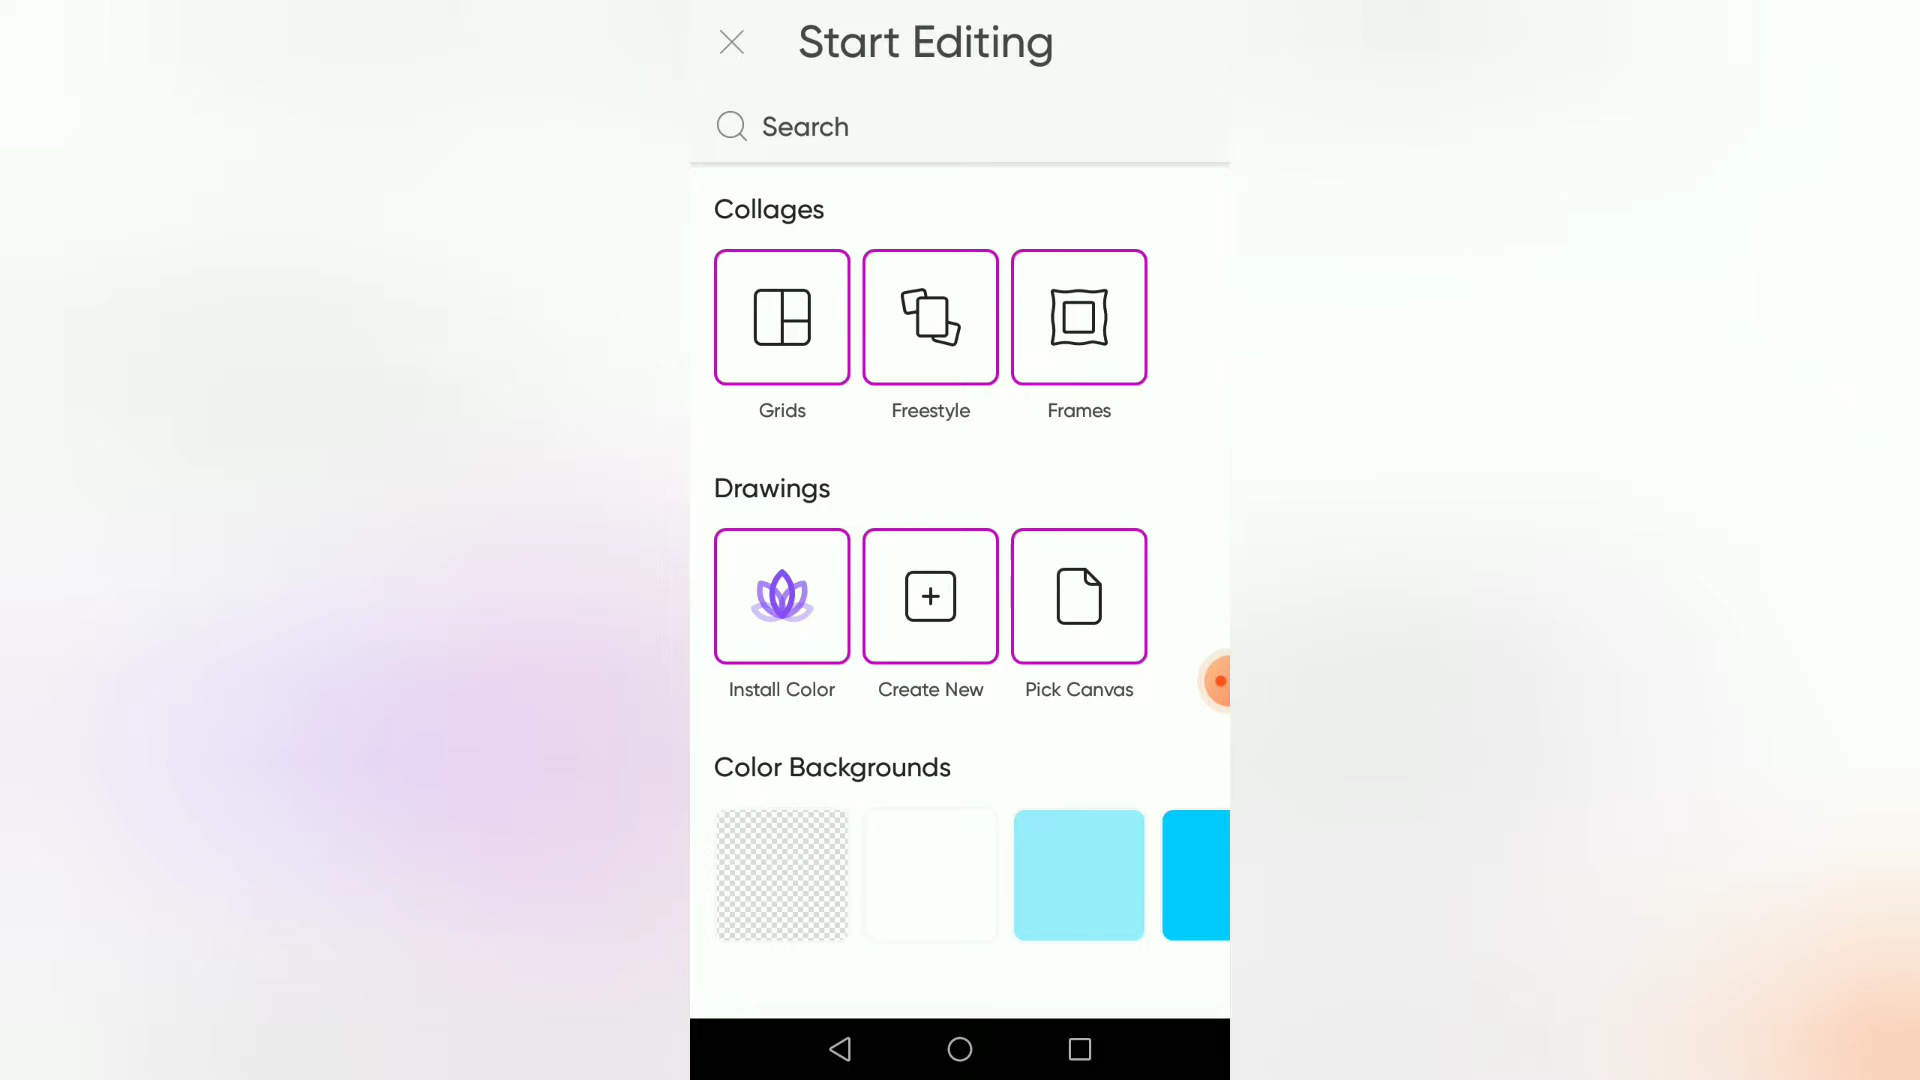 Start Editing
Search
Collages
Grids
Freestyle
Frames
Drawings
Install Color
Create New
Pick Canvas
Color Backgrounds